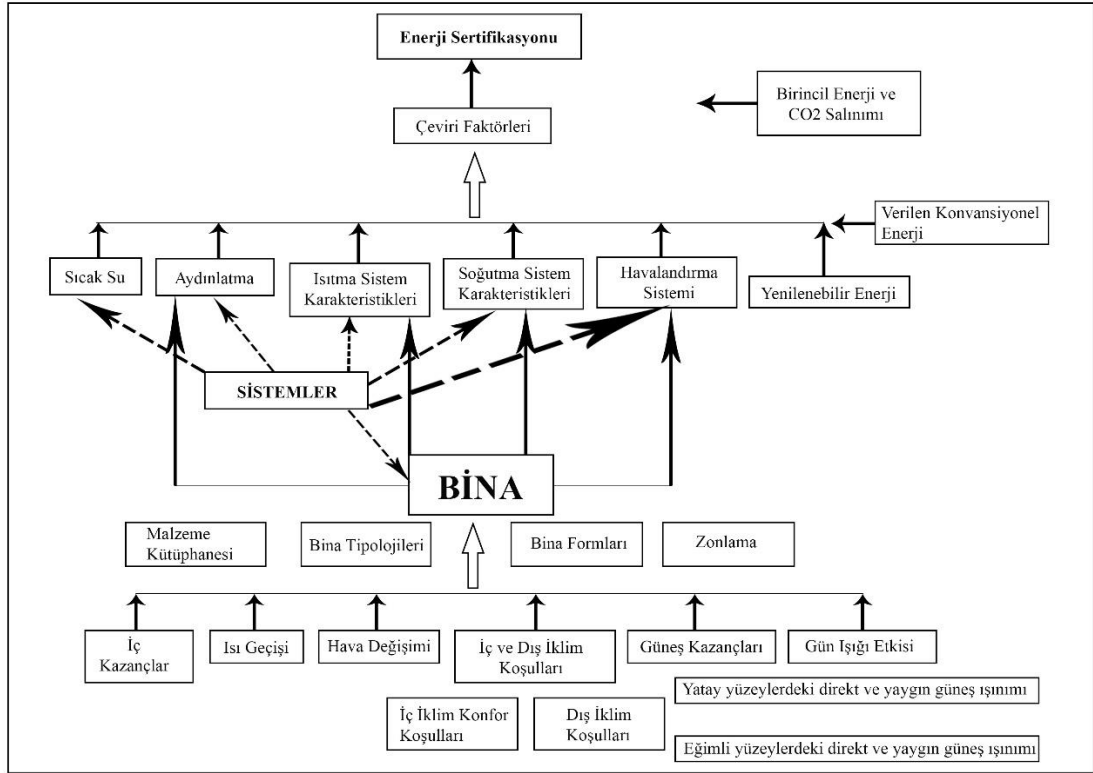 Enerji Sertifikasyonu
Birincil Enerji ve
CO2 Salınımı
Çeviri Faktörleri
Verilen Konvansiyonel
Enerji
Sıcak Su
Aydınlatma
Isıtma Sistem
Karakteristikleri
Soğutma Sistem
Karakteristikleri
Havalandırma
Sistemi
Yenilenebilir Enerji
SİSTEMLER
BİNA
Malzeme
Kütüphanesi
Bina Tipolojileri
Bina Formları
Zonlama
İç
Kazançlar
Isı Geçişi
Hava Değişimi
İç ve Dış İklim
Koşulları
Güneş Kazançları
Gün Işığı Etkisi
Yatay yüzeylerdeki direkt ve yaygın güneş ışınımı
İç İklim Konfor
Koşulları
Dış İklim
Koşulları
Eğimli yüzeylerdeki direkt ve yaygın güneş ışınımı